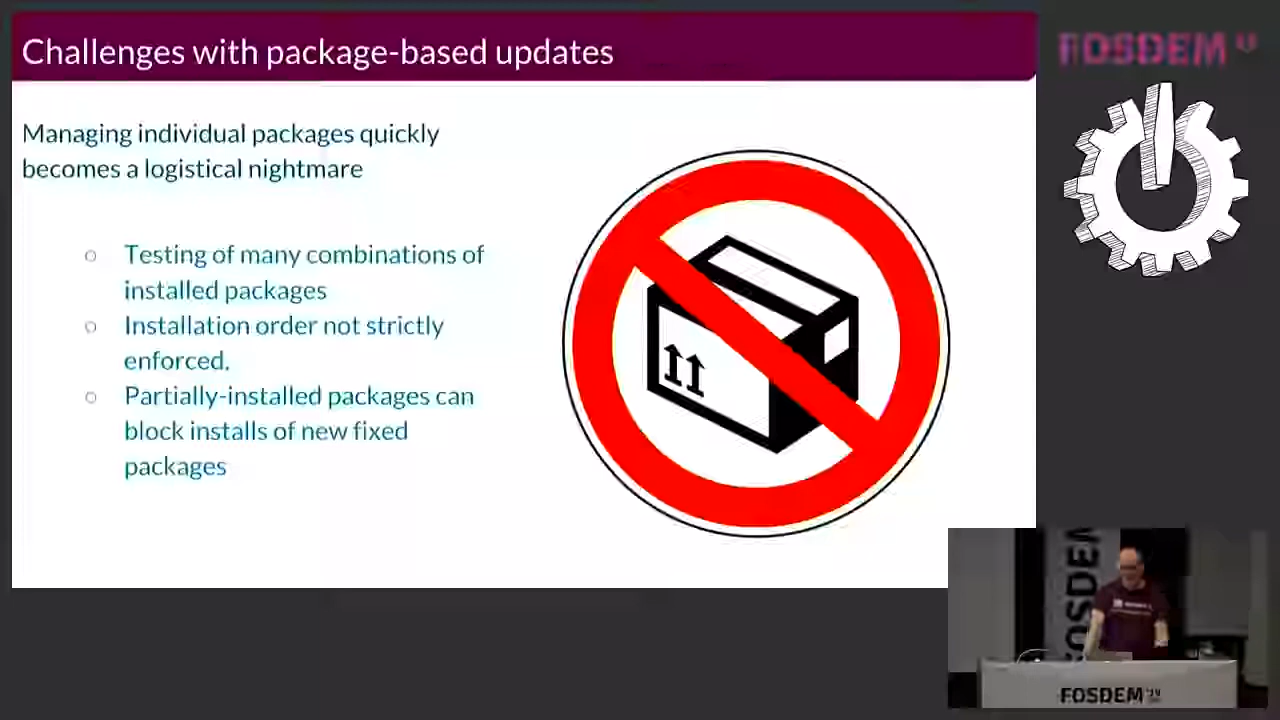 Challenges with package-based updates
FOSDEM
Managing individual packages quickly
becomes a logistical nightmare
Testing of many combinations of
installed packages
Installation order not strictly
enforced.
Partially-installed packages can
block installs of new fixed
packages
FOSDEM
FOSDEM